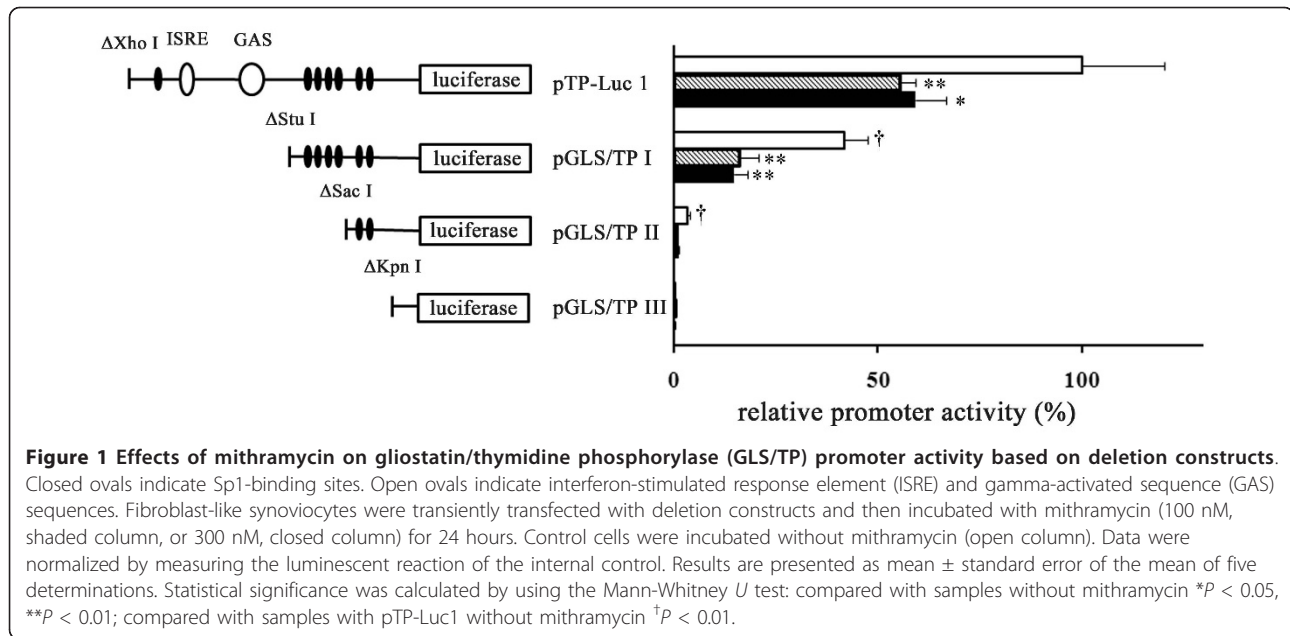 ΔXho I ISRE GAS
luciferase pTP-Luc 1
**
*
ΔStu I
luciferase pGLS/TP I
†
**
**
ΔSac I
luciferase pGLS/TP II
†
ΔKpn I
luciferase pGLS/TP III
0 50 100
relative promoter activity (%)
Figure 1 Effects of mithramycin on gliostatin/thymidine phosphorylase (GLS/TP) promoter activity based on deletion constructs.
Closed ovals indicate Sp1-binding sites. Open ovals indicate interferon-stimulated response element (ISRE) and gamma-activated sequence (GAS)
sequences. Fibroblast-like synoviocytes were transiently transfected with deletion constructs and then incubated with mithramycin (100 nM,
shaded column, or 300 nM, closed column) for 24 hours. Control cells were incubated without mithramycin (open column). Data were
normalized by measuring the luminescent reaction of the internal control. Results are presented as mean ± standard error of the mean of five
determinations. Statistical significance was calculated by using the Mann-Whitney U test: compared with samples without mithramycin *P < 0.05,
**P < 0.01; compared with samples with pTP-Luc1 without mithramycin †P < 0.01.